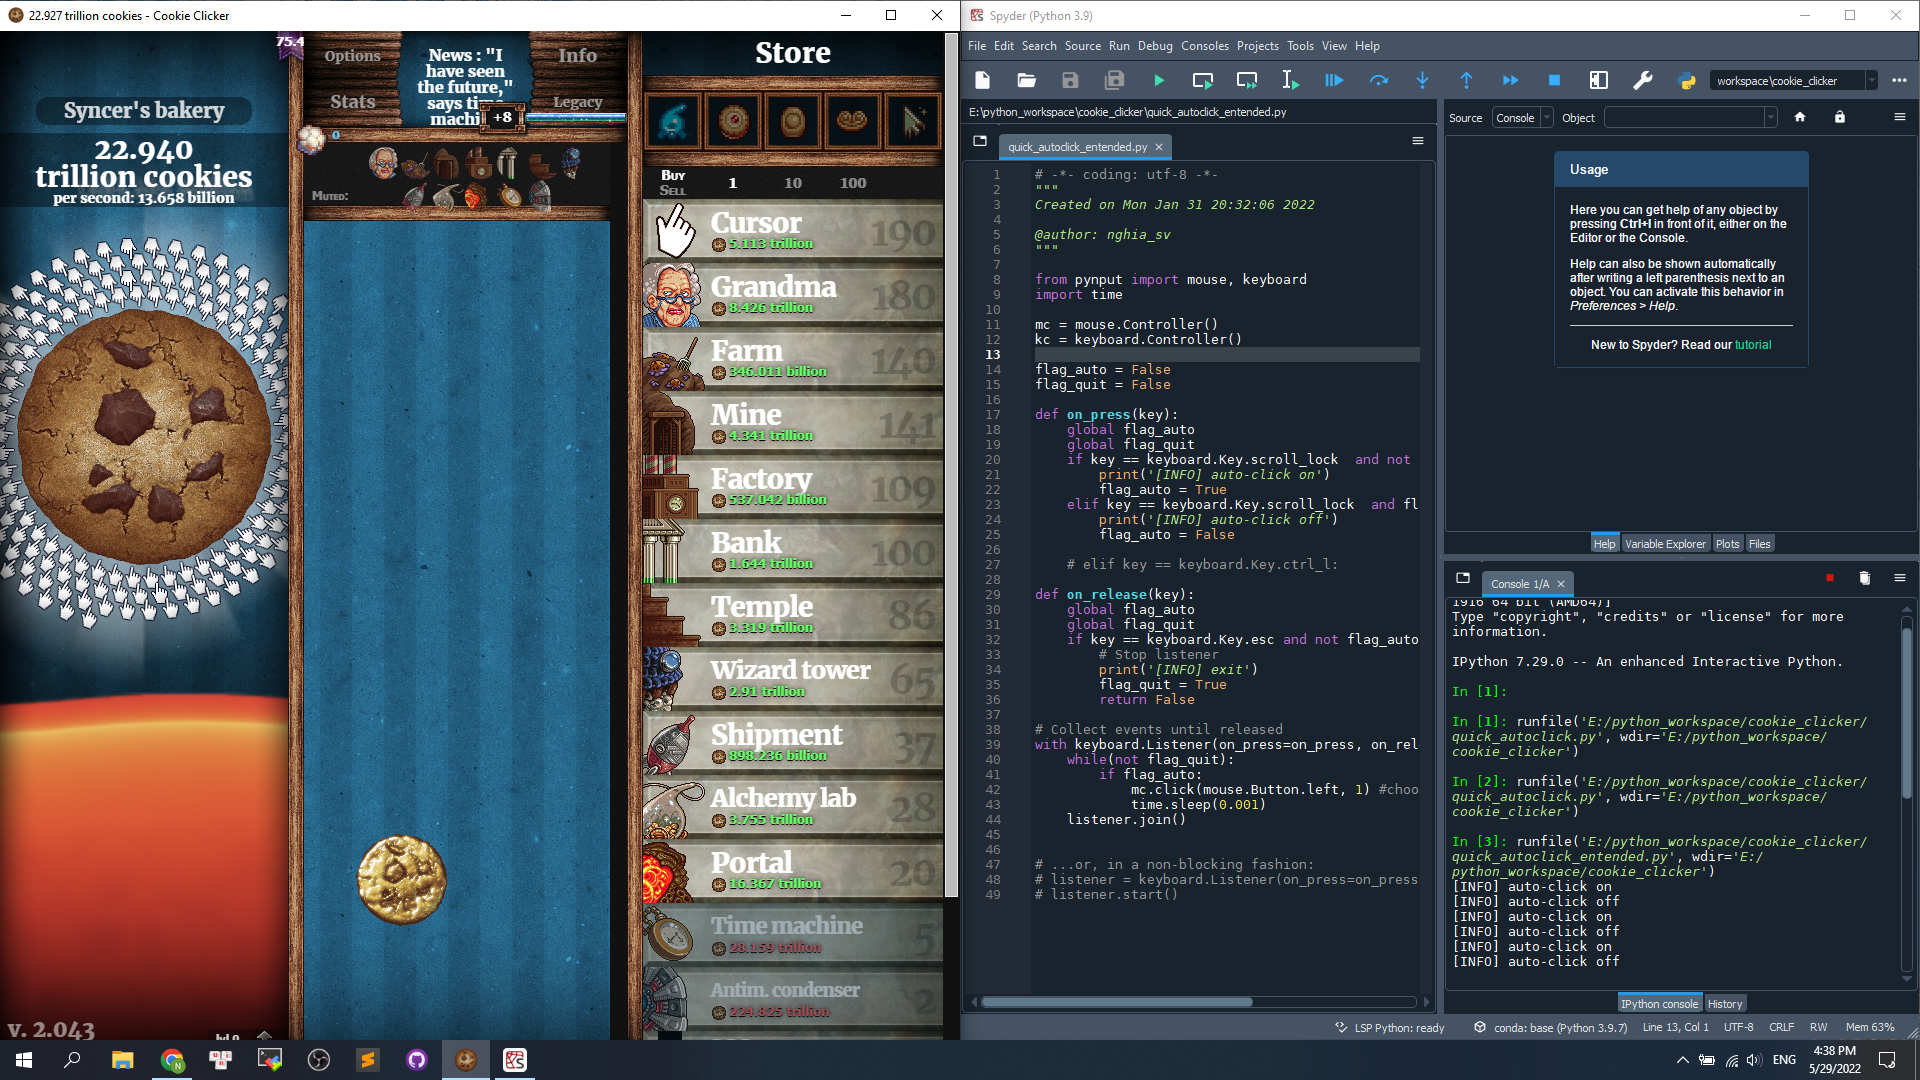 22.927 trillion cookies - Cookie Clicker
75.4
Options
News : "I
have seen
the future,"
says time
machi
+8
Info
Stats
Legacy
Syncer's bakery
22.940
trillion cookies
per second: 13.658 billion
0
Muted:
v. 2.043
lvl 0
Store
Buy
Sell
1
10
100
Cursor
5.113 trillion
190
Grandma
8.426 trillion
180
Farm
346.011 billion
140
Mine
4.341 trillion
141
Factory
537.042 billion
109
Bank
1.644 trillion
100
Temple
3.319 trillion
86
Wizard tower
2.91 trillion
65
Shipment
898.236 billion
37
Alchemy lab
3.755 trillion
28
Portal
16.367 trillion
20
Time machine
28.159 trillion
5
Antim. condenser
224.825 trillion
2
Spyder (Python 3.9)
File Edit Search Source Run Debug Consoles Projects Tools View Help
workspace\cookie_clicker
E:\python_workspace\cookie_clicker\quick_autoclick_entended.py
quick_autoclick_entended.py
1 # -*- coding: utf-8 -*-
2 """
3 Created on Mon Jan 31 20:32:06 2022
4
5 @author: nghia_sv
6 """
7
8 from pynput import mouse, keyboard
9 import time
10
11 mc = mouse.Controller()
12 kc = keyboard.Controller()
13
14 flag_auto = False
15 flag_quit = False
16
17 def on_press(key):
18 global flag_auto
19 global flag_quit
20 if key == keyboard.Key.scroll_lock  and not
21 print('[INFO] auto-click on')
22 flag_auto = True
23 elif key == keyboard.Key.scroll_lock  and fl
24 print('[INFO] auto-click off')
25 flag_auto = False
26
27 # elif key == keyboard.Key.ctrl_l:
28
29 def on_release(key):
30 global flag_auto
31 global flag_quit
32 if key == keyboard.Key.esc and not flag_auto
33 # Stop listener
34 print('[INFO] exit')
35 flag_quit = True
36 return False
37
38 # Collect events until released
39 with keyboard.Listener(on_press=on_press, on_rel
40 while(not flag_quit):
41 if flag_auto:
42 mc.click(mouse.Button.left, 1) #choo
43 time.sleep(0.001)
44 listener.join()
45
46
47 # ...or, in a non-blocking fashion:
48 # listener = keyboard.Listener(on_press=on_press
49 # listener.start()
Source Console Object
Usage
Here you can get help of any object by
pressing Ctrl+I in front of it, either on the
Editor or the Console.
Help can also be shown automatically
after writing a left parenthesis next to an
object. You can activate this behavior in
Preferences > Help.
New to Spyder? Read our tutorial
Help Variable Explorer Plots Files
Console 1/A
1916 64 bit (AMD64)]
Type "copyright", "credits" or "license" for more
information.
IPython 7.29.0 -- An enhanced Interactive Python.
In [1]:
In [1]: runfile('E:/python_workspace/cookie_clicker/
quick_autoclick.py', wdir='E:/python_workspace/
cookie_clicker')
In [2]: runfile('E:/python_workspace/cookie_clicker/
quick_autoclick.py', wdir='E:/python_workspace/
cookie_clicker')
In [3]: runfile('E:/python_workspace/cookie_clicker/
quick_autoclick_entended.py', wdir='E:/
python_workspace/cookie_clicker')
[INFO] auto-click on
[INFO] auto-click off
[INFO] auto-click on
[INFO] auto-click off
[INFO] auto-click on
[INFO] auto-click off
IPython console History
LSP Python: ready conda: base (Python 3.9.7) Line 13, Col 1 UTF-8 CRLF RW Mem 63%
ENG
4:38 PM
5/29/2022